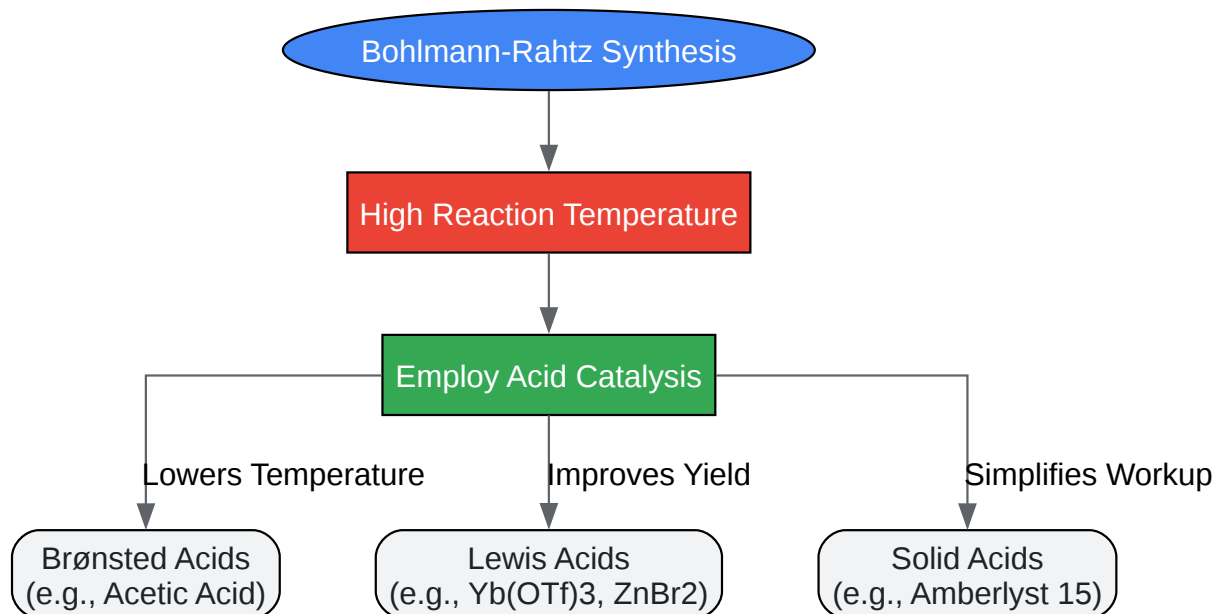 Bohlmann-Rahtz Synthesis
High Reaction Temperature
Employ Acid Catalysis
Lowers Temperature
Improves Yield
Simplifies Workup
Brønsted Acids
(e.g., Acetic Acid)
Lewis Acids
(e.g., Yb(OTf)3, ZnBr2)
Solid Acids
(e.g., Amberlyst 15)